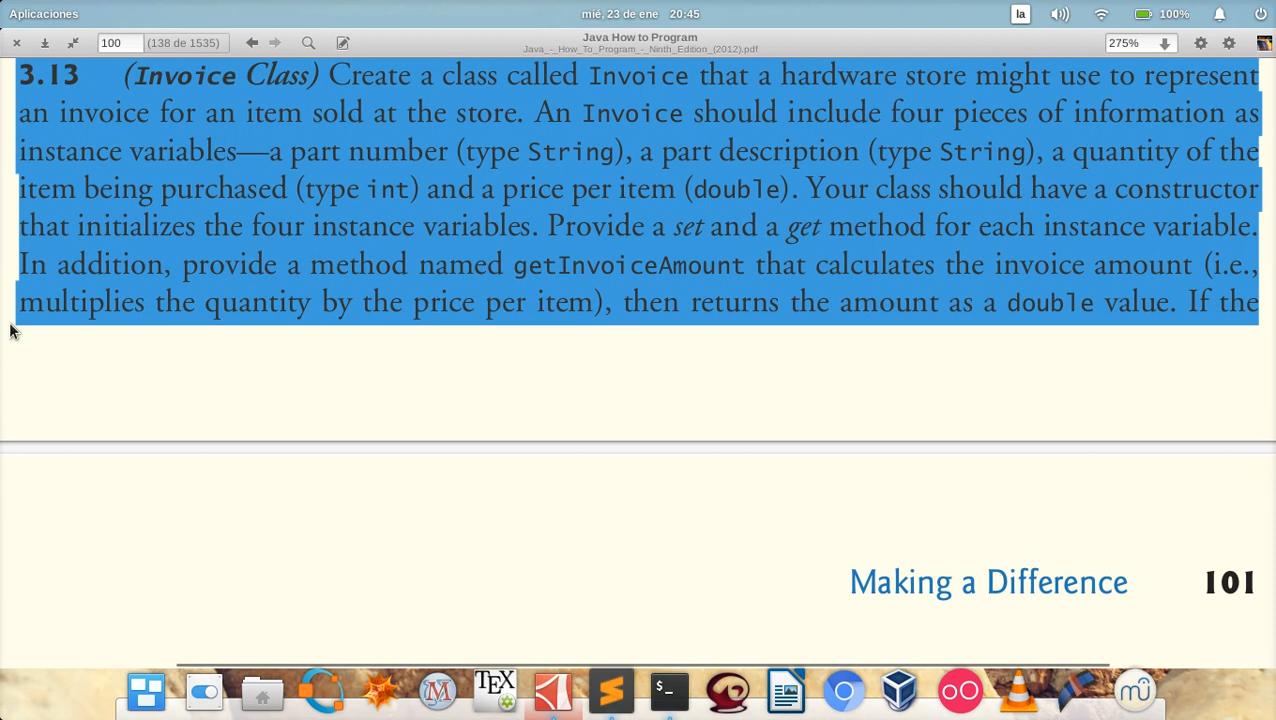 Aplicaciones
mié, 23 de ene 20:45
la
100%
100
(138 de 1535)
Java How to Program
Java_-_How_To_Program_-_Ninth_Edition_(2012).pdf
275%
3.13 (Invoice Class) Create a class called Invoice that a hardware store might use to represent
an invoice for an item sold at the store. An Invoice should include four pieces of information as
instance variables—a part number (type String), a part description (type String), a quantity of the
item being purchased (type int) and a price per item (double). Your class should have a constructor
that initializes the four instance variables. Provide a set and a get method for each instance variable.
In addition, provide a method named getInvoiceAmount that calculates the invoice amount (i.e.,
multiplies the quantity by the price per item), then returns the amount as a double value. If the
Making a Difference 101
TEX
$_
mü